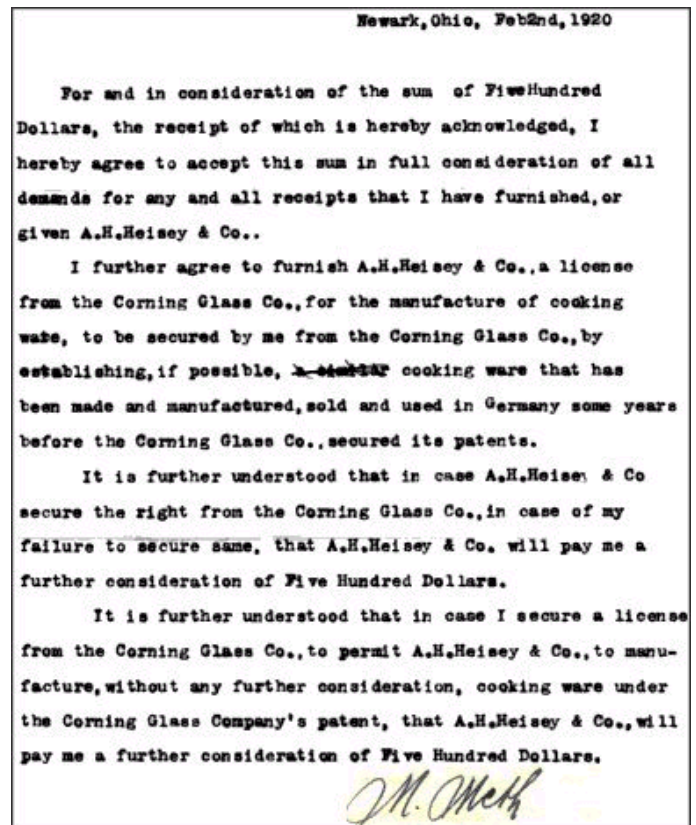 Newark,Ohio, Feb2nd,1920
For and in consideration of the sum of FiveHundred
Dollars, the receipt of which is hereby acknowledged, I
hereby agree to accept this sum in full consideration of all
demands for any and all receipts that I have furnished,or
given A.H.Heisey & Co..
I further agree to furnish A.H.Heisey & Co.,a license
from the Corning Glass Co.,for the manufacture of cooking
ware, to be secured by me from the Corning Glass Co.,by
establishing,if possible, cooking ware that has
been made and manufactured,sold and used in Germany some years
before the Corning Glass Co.,secured its patents.
It is further understood that in case A.H.Heisey & Co
secure the right from the Corning Glass Co.,in case of my
failure to secure same, that A.H.Heisey & Co. will pay me a
further consideration of Five Hundred Dollars.
It is further understood that in case I secure a license
from the Corning Glass Co.,to permit A.H.Heisey & Co.,to manu-
facture,without any further consideration, cooking ware under
the Corning Glass Company's patent, that A.H.Heisey & Co.,will
pay me a further consideration of Five Hundred Dollars.
M. Meth